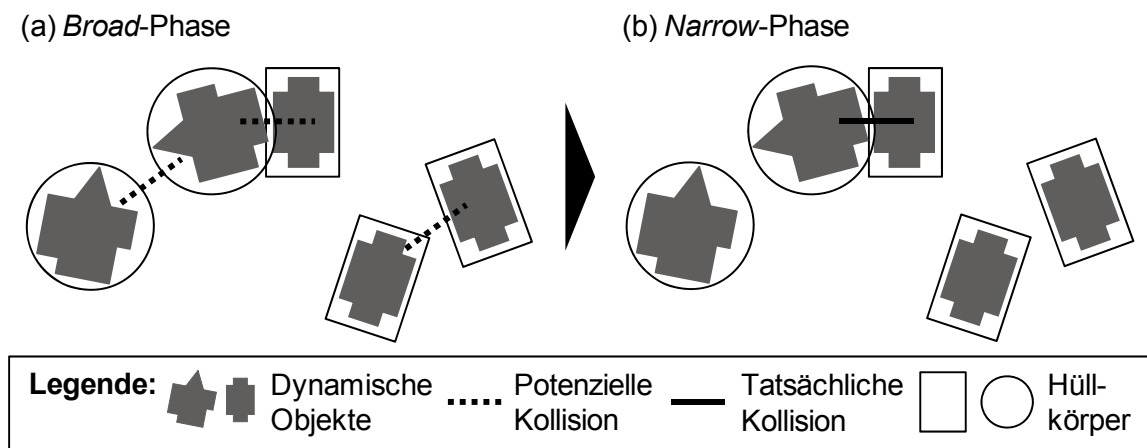 (a) Broad-Phase
(b) Narrow-Phase
Legende:
Dynamische
Objekte
Potenzielle
Kollision
Tatsächliche
Kollision
Hüll-
körper